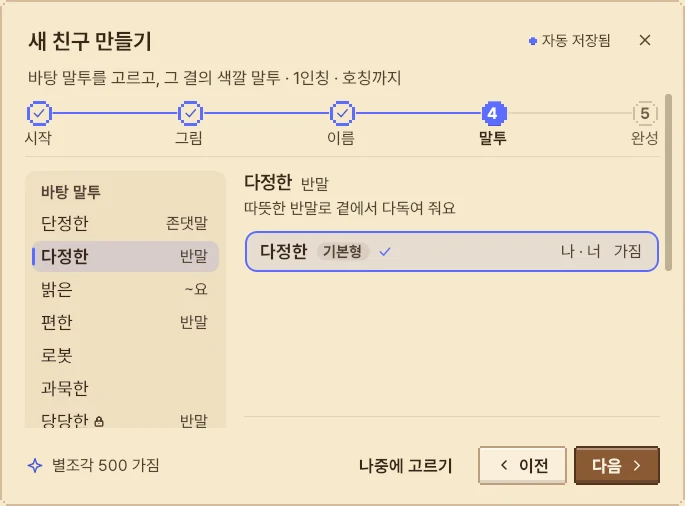 새 친구 만들기
자동 저장됨
바탕 말투를 고르고, 그 결의 색깔 말투 · 1인칭 · 호칭까지
시작
그림
이름
4
말투
5
완성
바탕 말투
단정한 존댓말
다정한 반말
밝은 ~요
편한 반말
로봇
과묵한
당당한 반말
다정한 반말
따뜻한 반말로 곁에서 다독여 줘요
다정한 기본형 나 · 너 가짐
별조각 500 가짐
나중에 고르기
이전
다음